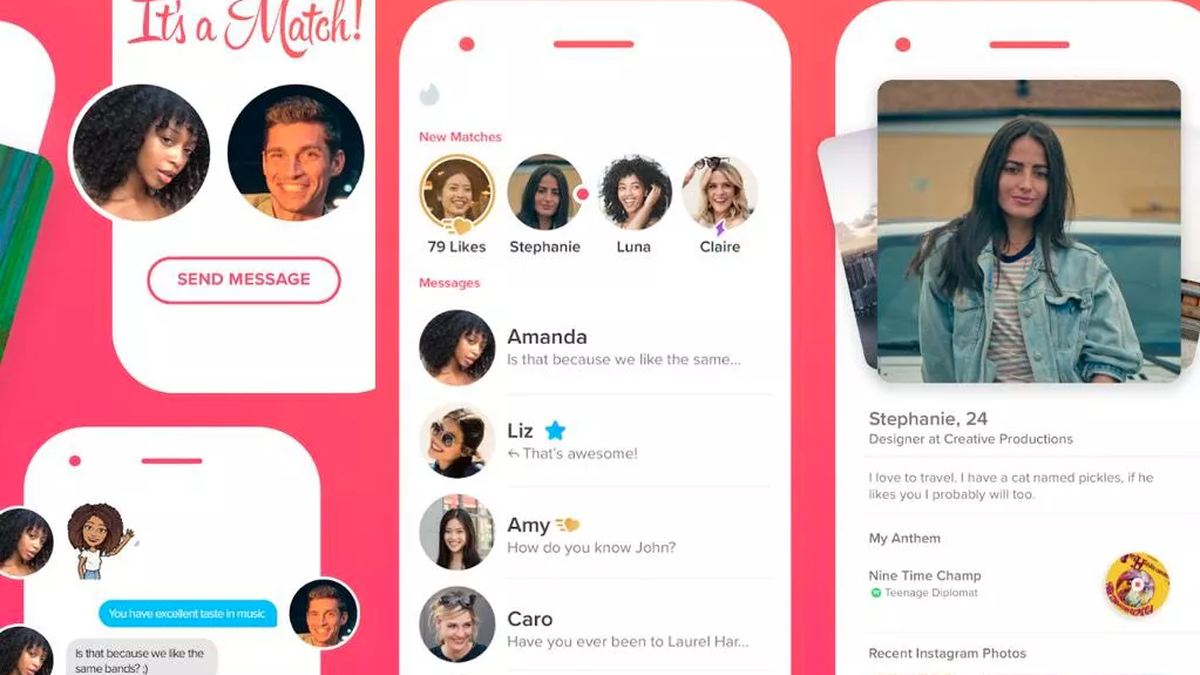 It's a Match!
SEND MESSAGE
You have excellent taste in music
Is that because we like the
same bands? ;)
New Matches
79 Likes
Stephanie
Luna
Claire
Messages
Amanda
Is that because we like the same...
Liz
That's awesome!
Amy
How do you know John?
Caro
Have you ever been to Laurel Har...
Stephanie, 24
Designer at Creative Productions
I love to travel. I have a cat named pickles, if he
likes you I probably will too.
My Anthem
Nine Time Champ
Teenage Diplomat
Recent Instagram Photos